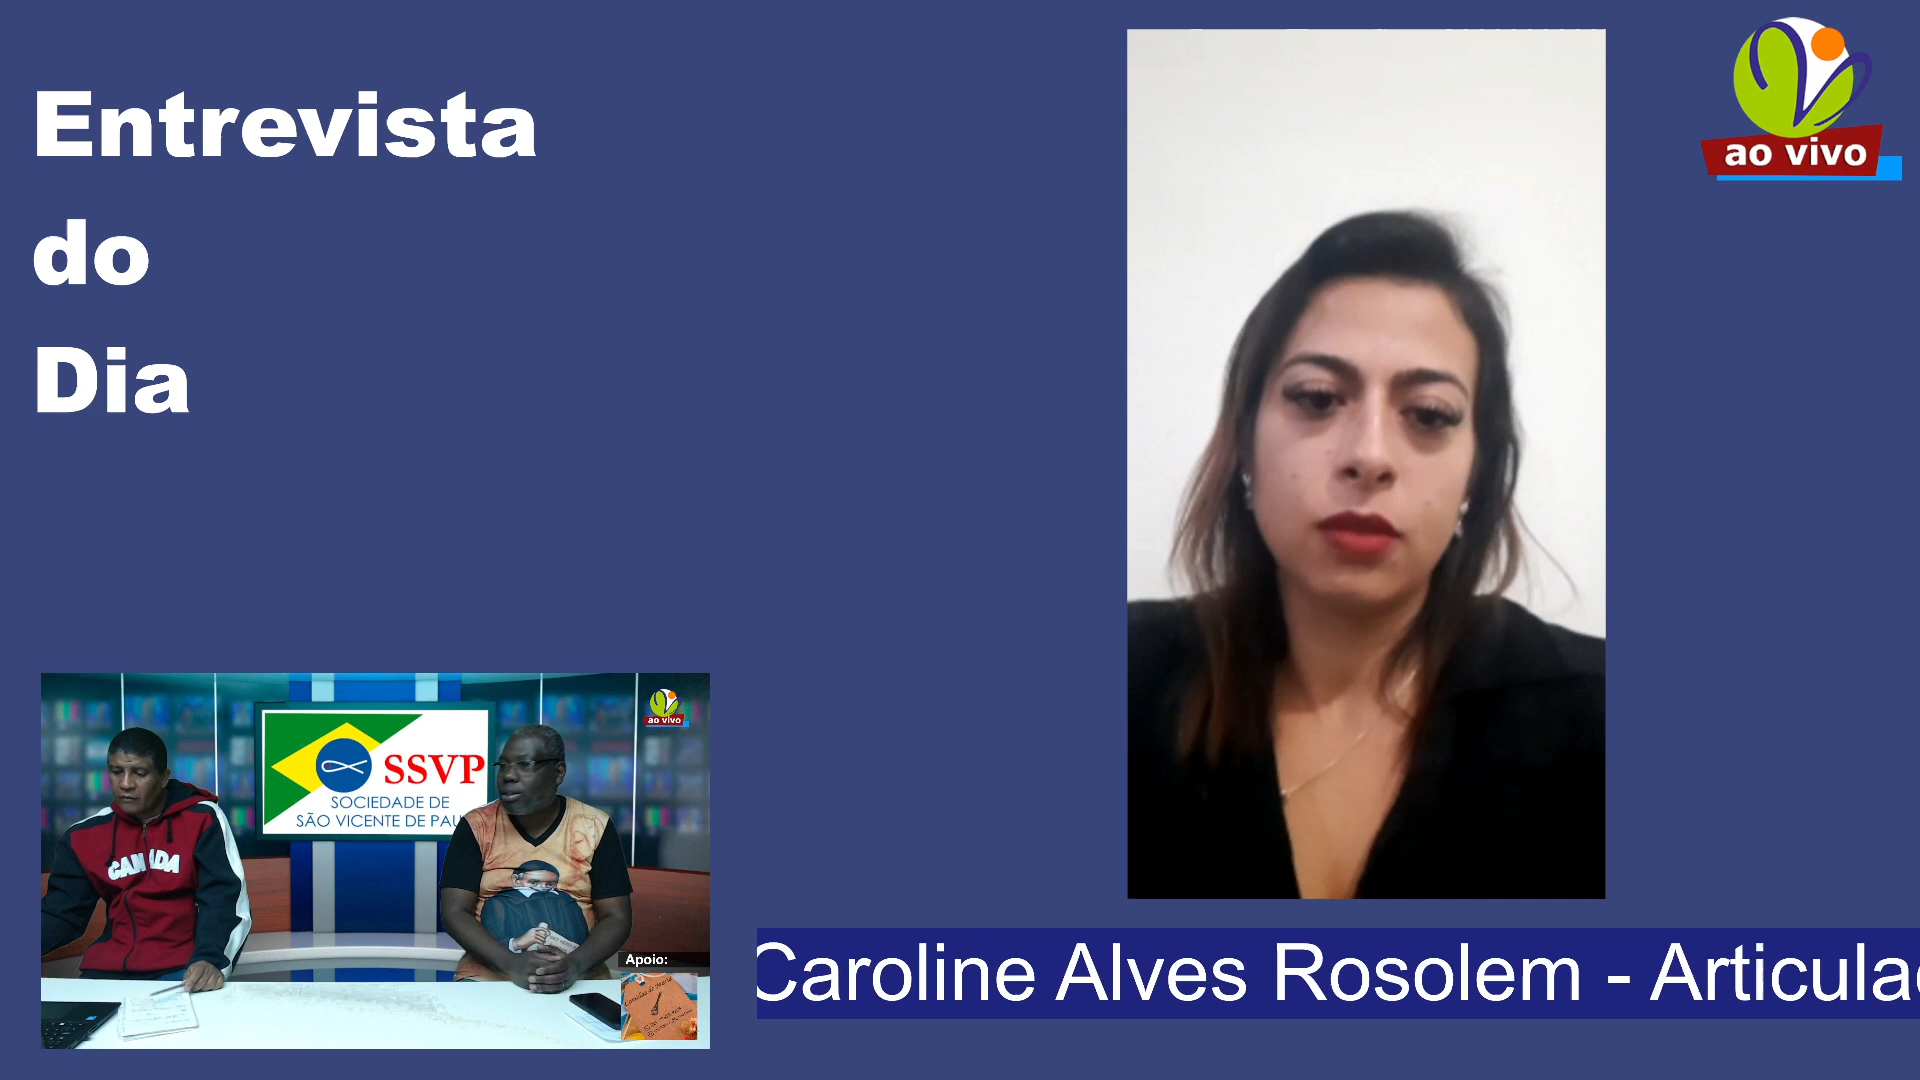 Entrevista
do
Dia
ao vivo
ao vivo
SSVP
SOCIEDADE DE
SÃO VICENTE DE PAU
CANADA
Apoio:
Caroline Alves Rosolem - Articula